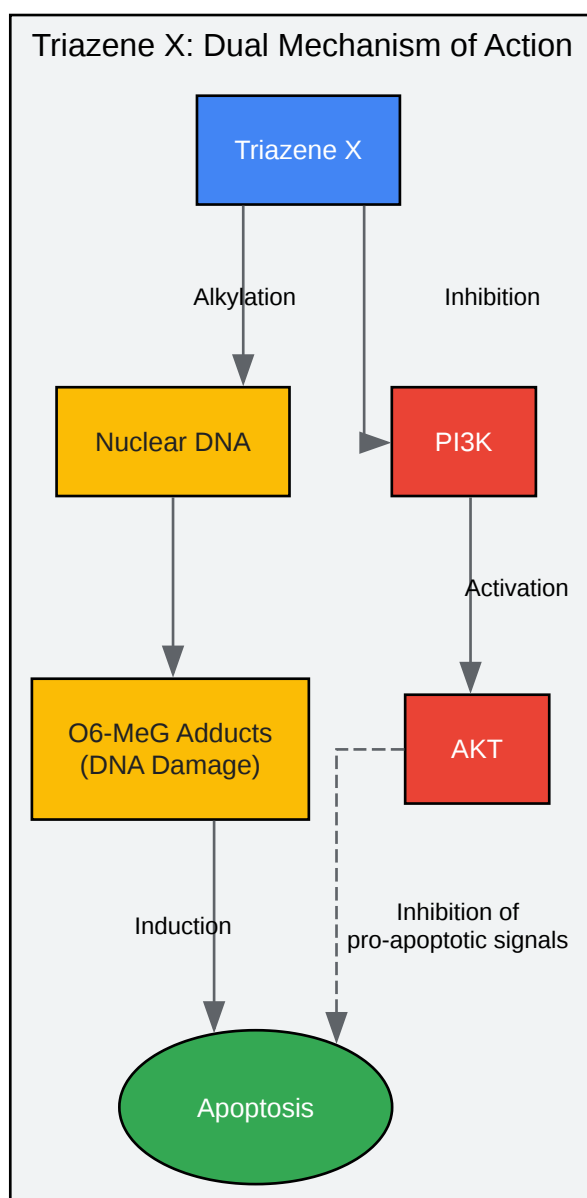 Triazene X: Dual Mechanism of Action
Triazene X
Alkylation
Inhibition
Nuclear DNA
PI3K
Activation
O6-MeG Adducts
(DNA Damage)
AKT
Induction
Inhibition of
pro-apoptotic signals
Apoptosis